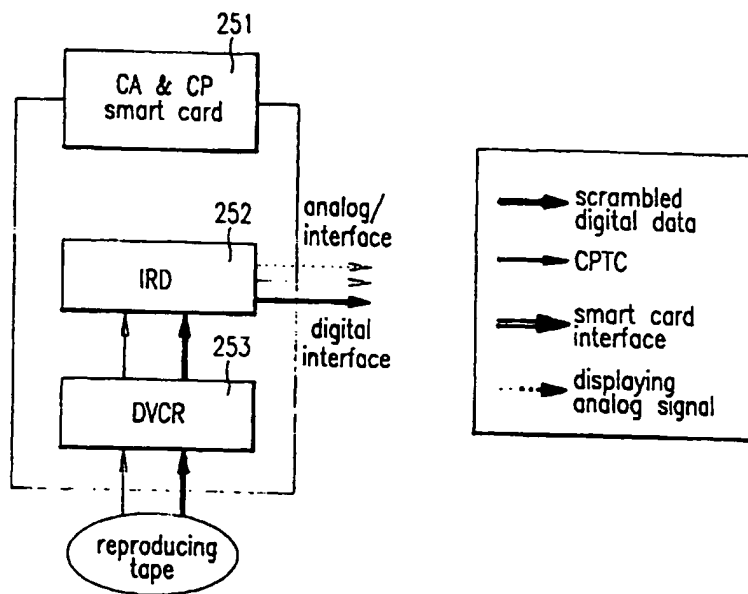 251
CA & CP
smart card
252
analog/
interface
IRD
digital
interface
253
DVCR
reproducing
tape
scrambled
digital data
CPTC
smart card
interface
displaying
analog signal